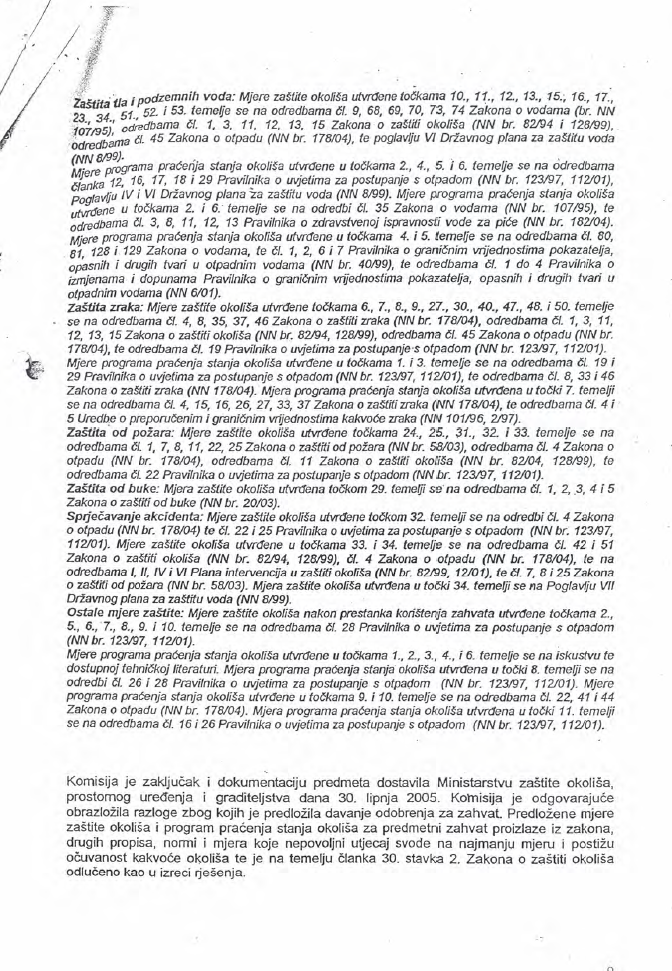 Zaštita tla i podzemnih voda: Mjere zaštite okoliša utvrđene točkama 10., 11., 12., 13., 15.; 16., 17.,
23., 34., 51., 52. i 53. temelje se na odredbama čl. 9, 68, 69, 70, 73, 74 Zakona o vodama (br. NN
107/95), odredbama čl. 1, 3, 11, 12, 13, 15 Zakona o zaštiti okoliša (NN br. 82/94 i 128/99),
odredbama čl. 45 Zakona o otpadu (NN br. 178/04), te poglavlju VI Državnog plana za zaštitu voda
(NN 8/99).
Mjere programa praćenja stanja okoliša utvrđene u točkama 2., 4., 5. i 6. temelje se na odredbama
članka 12, 16, 17, 18 i 29 Pravilnika o uvjetima za postupanje s otpadom (NN br. 123/97, 112/01),
Poglavlju IV i VI Državnog plana za zaštitu voda (NN 8/99). Mjere programa praćenja stanja okoliša
utvrđene u točkama 2. i 6. temelje se na odredbi čl. 35 Zakona o vodama (NN br. 107/95), te
odredbama čl. 3, 8, 11, 12, 13 Pravilnika o zdravstvenoj ispravnosti vode za piće (NN br. 182/04).
Mjere programa praćenja stanja okoliša utvrđene u točkama 4. i 5. temelje se na odredbama čl. 80,
81, 128 i 129 Zakona o vodama, te čl. 1, 2, 6 i 7 Pravilnika o graničnim vrijednostima pokazatelja,
opasnih i drugih tvari u otpadnim vodama (NN br. 40/99), te odredbama čl. 1 do 4 Pravilnika o
izmjenama i dopunama Pravilnika o graničnim vrijednostima pokazatelja, opasnih i drugih tvari u
otpadnim vodama (NN 6/01).
Zaštita zraka: Mjere zaštite okoliša utvrđene točkama 6., 7., 8., 9., 27., 30., 40., 47., 48. i 50. temelje
se na odredbama čl. 4, 8, 35, 37, 46 Zakona o zaštiti zraka (NN br. 178/04), odredbama čl. 1, 3, 11,
12, 13, 15 Zakona o zaštiti okoliša (NN br. 82/94, 128/99), odredbama čl. 45 Zakona o otpadu (NN br.
178/04), te odredbama čl. 19 Pravilnika o uvjetima za postupanje s otpadom (NN br. 123/97, 112/01).
Mjere programa praćenja stanja okoliša utvrđene u točkama 1. i 3. temelje se na odredbama čl. 19 i
29 Pravilnika o uvjetima za postupanje s otpadom (NN br. 123/97, 112/01), te odredbama čl. 8, 33 i 46
Zakona o zaštiti zraka (NN 178/04). Mjera programa praćenja stanja okoliša utvrđena u točki 7. temelji
se na odredbama čl. 4, 15, 16, 26, 27, 33, 37 Zakona o zaštiti zraka (NN 178/04), te odredbama čl. 4 i
5 Uredbe o preporučenim i graničnim vrijednostima kakvoće zraka (NN 101/96, 2/97).
Zaštita od požara: Mjere zaštite okoliša utvrđene točkama 24., 25., 31., 32. i 33. temelje se na
odredbama čl. 1, 7, 8, 11, 22, 25 Zakona o zaštiti od požara (NN br. 58/03), odredbama čl. 4 Zakona o
otpadu (NN br. 178/04), odredbama čl. 11 Zakona o zaštiti okoliša (NN br. 82/04, 128/99), te
odredbama čl. 22 Pravilnika o uvjetima za postupanje s otpadom (NN br. 123/97, 112/01).
Zaštita od buke: Mjera zaštite okoliša utvrđena točkom 29. temelji se na odredbama čl. 1, 2, 3, 4 i 5
Zakona o zaštiti od buke (NN br. 20/03).
Sprječavanje akcidenta: Mjere zaštite okoliša utvrđene točkom 32. temelji se na odredbi čl. 4 Zakona
o otpadu (NN br. 178/04) te čl. 22 i 25 Pravilnika o uvjetima za postupanje s otpadom (NN br. 123/97,
112/01). Mjere zaštite okoliša utvrđene u točkama 33. i 34. temelje se na odredbama čl. 42 i 51
Zakona o zaštiti okoliša (NN br. 82/94, 128/99), čl. 4 Zakona o otpadu (NN br. 178/04), te na
odredbama I, II, IV i VI Plana intervencija u zaštiti okoliša (NN br. 82/99, 12/01), te čl. 7, 8 i 25 Zakona
o zaštiti od požara (NN br. 58/03). Mjera zaštite okoliša utvrđena u točki 34. temelji se na Poglavlju VII
Državnog plana za zaštitu voda (NN 8/99).
Ostale mjere zaštite: Mjere zaštite okoliša nakon prestanka korištenja zahvata utvrđene točkama 2.,
5., 6., 7., 8., 9. i 10. temelje se na odredbama čl. 28 Pravilnika o uvjetima za postupanje s otpadom
(NN br. 123/97, 112/01).
Mjere programa praćenja stanja okoliša utvrđene u točkama 1., 2., 3., 4., i 6. temelje se na iskustvu te
dostupnoj tehničkoj literaturi. Mjera programa praćenja stanja okoliša utvrđena u točki 8. temelji se na
odredbi čl. 26 i 28 Pravilnika o uvjetima za postupanje s otpadom (NN br. 123/97, 112/01). Mjere
programa praćenja stanja okoliša utvrđene u točkama 9. i 10. temelje se na odredbama čl. 22, 41 i 44
Zakona o otpadu (NN br. 178/04). Mjera programa praćenja stanja okoliša utvrđena u točki 11. temelji
se na odredbama čl. 16 i 26 Pravilnika o uvjetima za postupanje s otpadom (NN br. 123/97, 112/01).
Komisija je zaključak i dokumentaciju predmeta dostavila Ministarstvu zaštite okoliša,
prostornog uređenja i graditeljstva dana 30. lipnja 2005. Komisija je odgovarajuće
obrazložila razloge zbog kojih je predložila davanje odobrenja za zahvat. Predložene mjere
zaštite okoliša i program praćenja stanja okoliša za predmetni zahvat proizlaze iz zakona,
drugih propisa, normi i mjera koje nepovoljni utjecaj svode na najmanju mjeru i postižu
očuvanost kakvoće okoliša te je na temelju članka 30. stavka 2. Zakona o zaštiti okoliša
odlučeno kao u izreci rješenja.